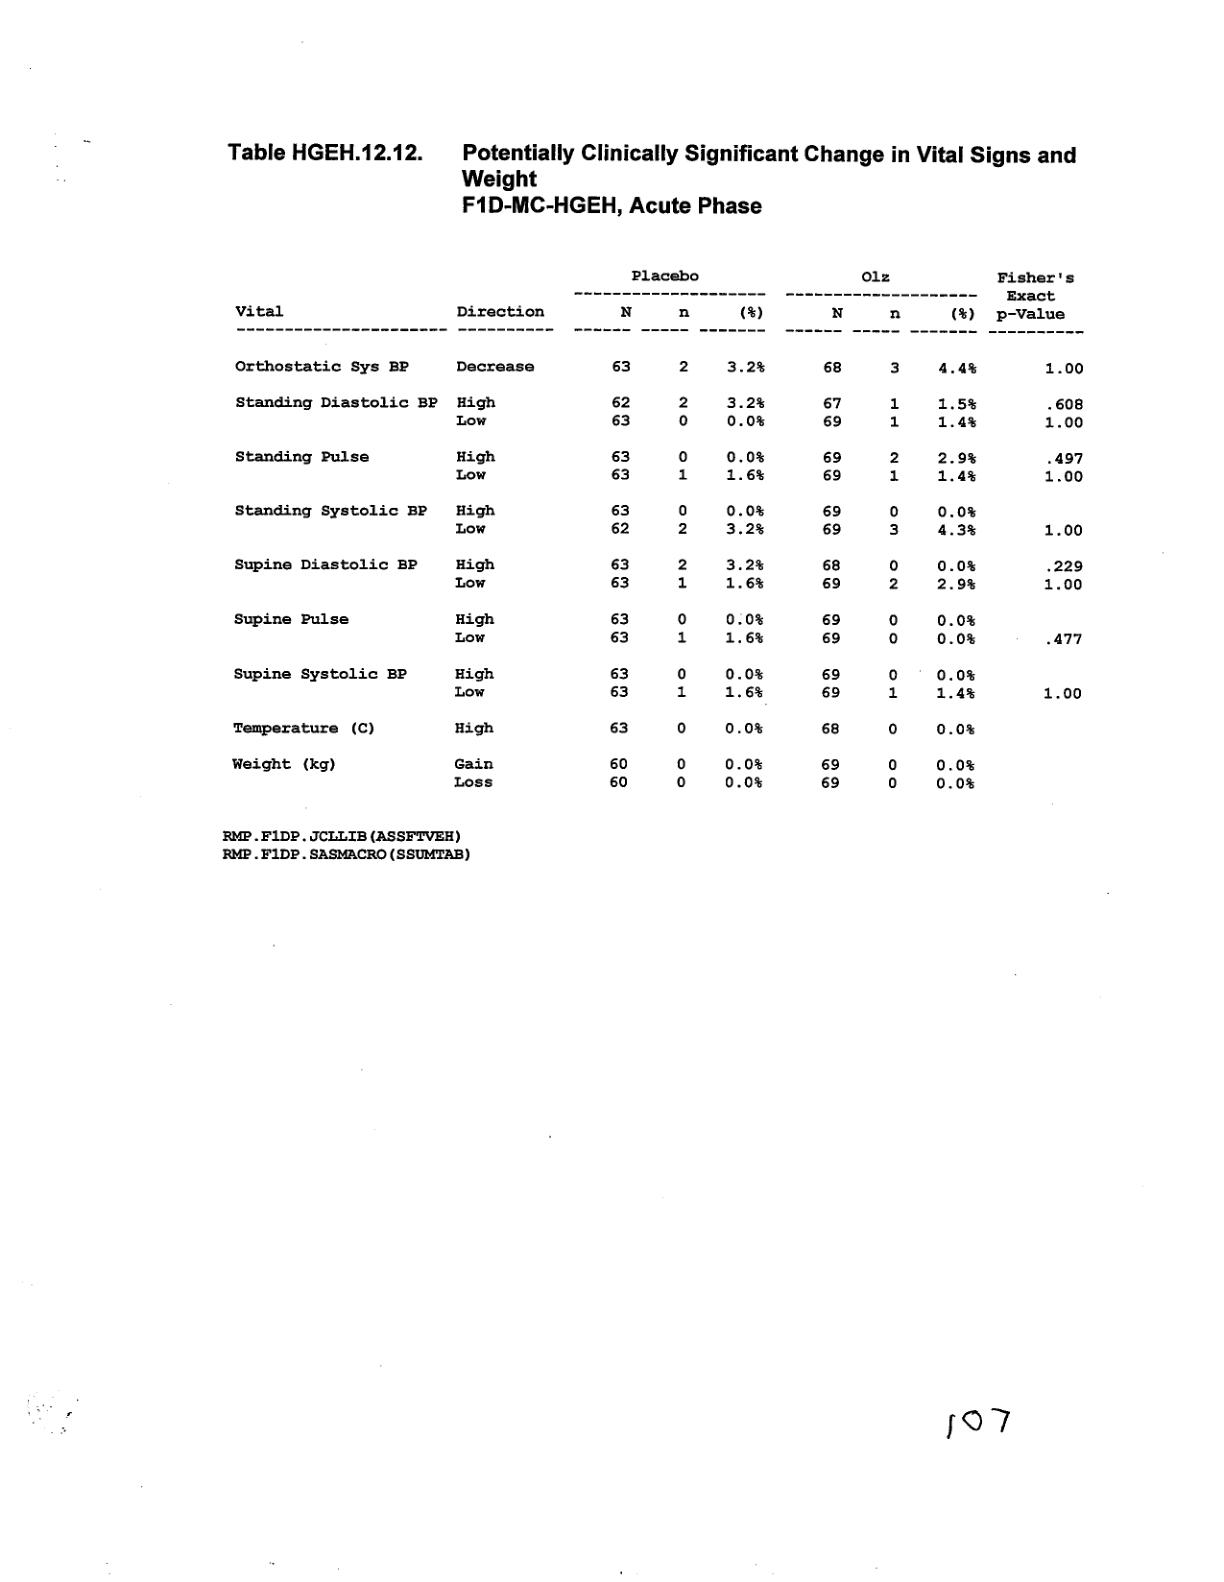 Table HGEH.12.12. Potentially Clinically Significant Change in Vital Signs and
Weight
F1D-MC-HGEH, Acute Phase
Placebo Olz Fisher's
--------------------- --------------------- Exact
Vital Direction N n (%) N n (%) p-Value
---------------------- ---------- ------ ----- ------- ------ ----- ------- ----------
Orthostatic Sys BP Decrease 63 2 3.2% 68 3 4.4% 1.00
Standing Diastolic BP High 62 2 3.2% 67 1 1.5% .608
Low 63 0 0.0% 69 1 1.4% 1.00
Standing Pulse High 63 0 0.0% 69 2 2.9% .497
Low 63 1 1.6% 69 1 1.4% 1.00
Standing Systolic BP High 63 0 0.0% 69 0 0.0%
Low 62 2 3.2% 69 3 4.3% 1.00
Supine Diastolic BP High 63 2 3.2% 68 0 0.0% .229
Low 63 1 1.6% 69 2 2.9% 1.00
Supine Pulse High 63 0 0.0% 69 0 0.0%
Low 63 1 1.6% 69 0 0.0% .477
Supine Systolic BP High 63 0 0.0% 69 0 0.0%
Low 63 1 1.6% 69 1 1.4% 1.00
Temperature (C) High 63 0 0.0% 68 0 0.0%
Weight (kg) Gain 60 0 0.0% 69 0 0.0%
Loss 60 0 0.0% 69 0 0.0%
RMP.F1DP.JCLLIB(ASSFTVEH)
RMP.F1DP.SASMACRO(SSUMTAB)
107